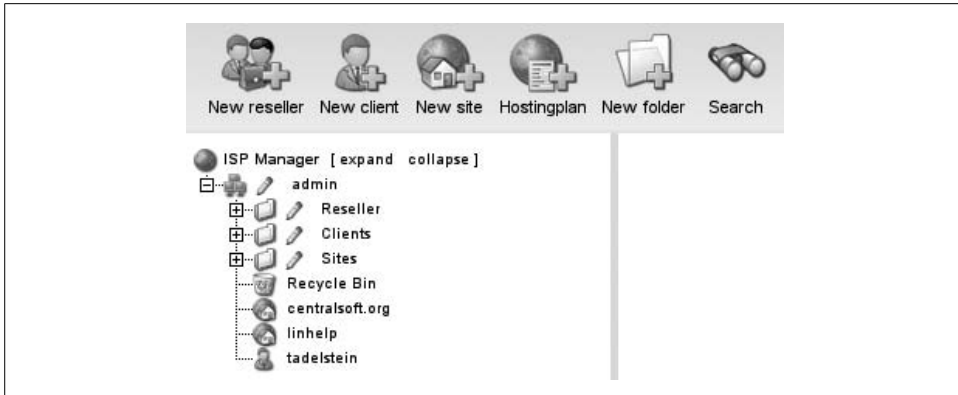 New reseller New client New site Hostingplan New folder Search
ISP Manager [ expand collapse ]
admin
Reseller
Clients
Sites
Recycle Bin
centralsoft.org
linhelp
tadelstein